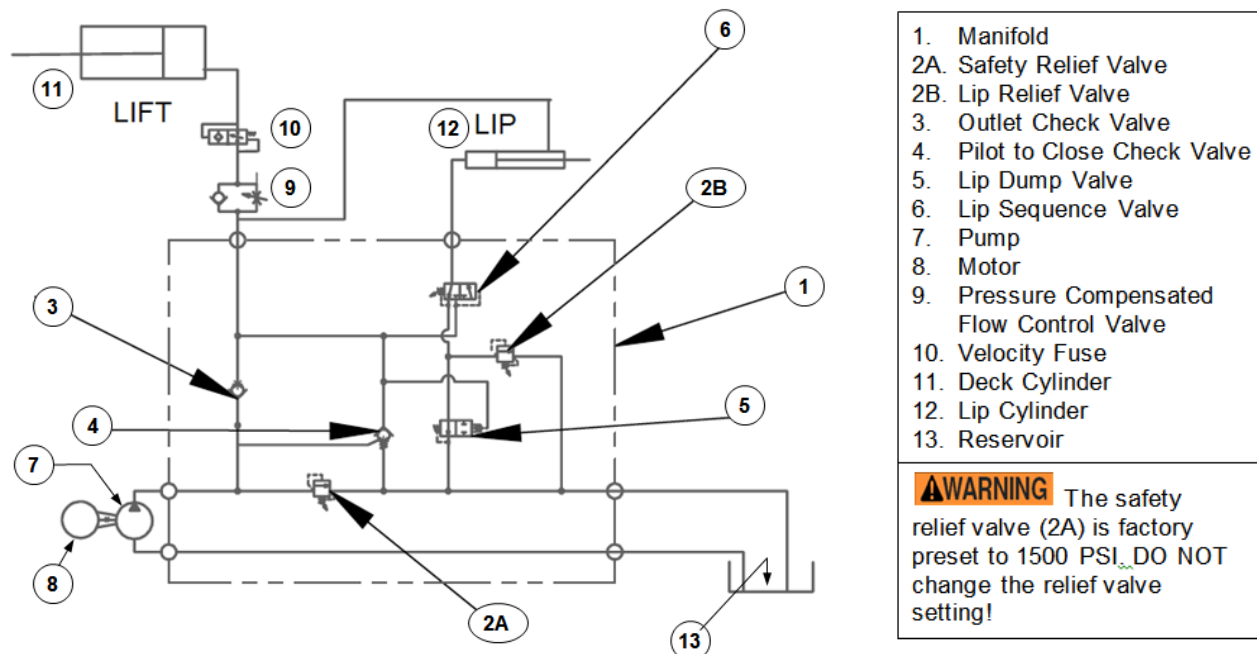 6
11
LIFT
10
12
LIP
9
2B
3
1
4
5
7
8
2A
13
1. Manifold
2A. Safety Relief Valve
2B. Lip Relief Valve
3. Outlet Check Valve
4. Pilot to Close Check Valve
5. Lip Dump Valve
6. Lip Sequence Valve
7. Pump
8. Motor
9. Pressure Compensated
Flow Control Valve
10. Velocity Fuse
11. Deck Cylinder
12. Lip Cylinder
13. Reservoir
WARNING The safety
relief valve (2A) is factory
preset to 1500 PSI. DO NOT
change the relief valve
setting!